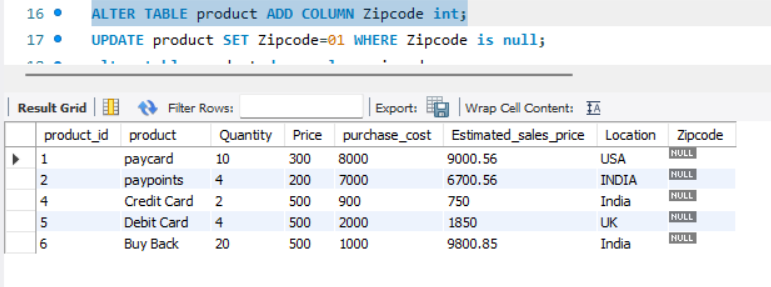 16 ALTER TABLE product ADD COLUMN Zipcode int;
17 UPDATE product SET Zipcode=01 WHERE Zipcode is null;
Result Grid Filter Rows: Export: Wrap Cell Content:
product_id product Quantity Price purchase_cost Estimated_sales_price Location Zipcode
1 paycard 10 300 8000 9000.56 USA NULL
2 paypoints 4 200 7000 6700.56 INDIA NULL
4 Credit Card 2 500 900 750 India NULL
5 Debit Card 4 500 2000 1850 UK NULL
6 Buy Back 20 500 1000 9800.85 India NULL